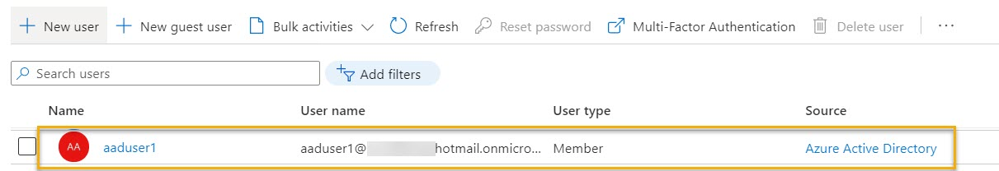 New user New guest user Bulk activities Refresh Reset password Multi-Factor Authentication Delete user ...
Search users Add filters
Name User name User type Source
AA aaduser1 aaduser1@ hotmail.onmicro... Member Azure Active Directory